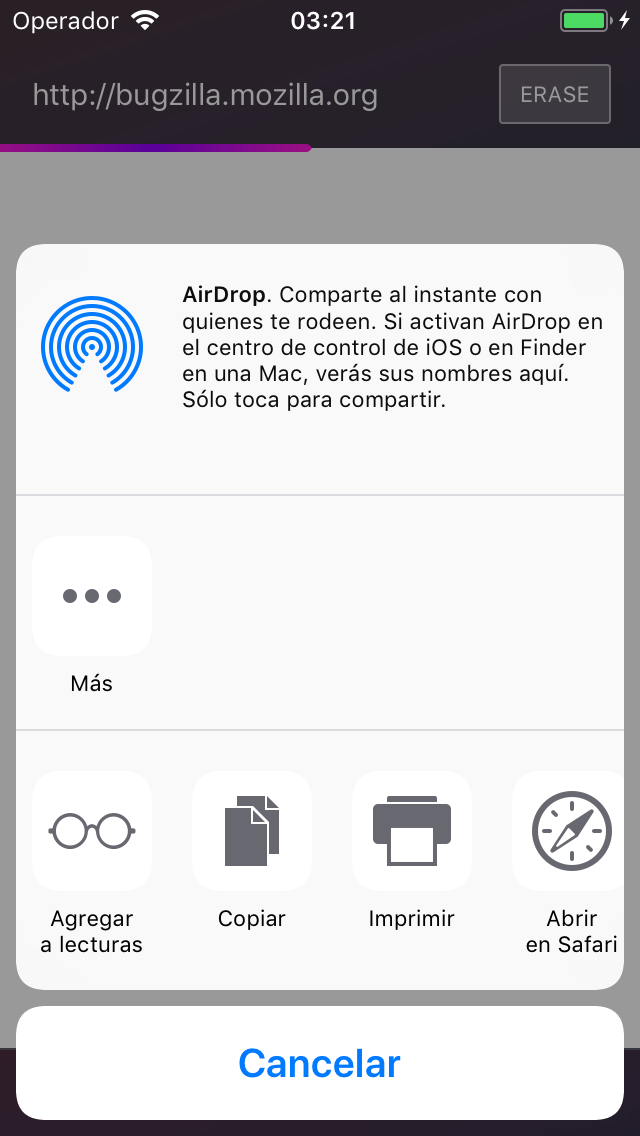 Operador
03:21
http://bugzilla.mozilla.org
ERASE
AirDrop. Comparte al instante con
quienes te rodeen. Si activan AirDrop en
el centro de control de iOS o en Finder
en una Mac, verás sus nombres aquí.
Sólo toca para compartir.
Más
Agregar
a lecturas
Copiar
Imprimir
Abrir
en Safari
Cancelar